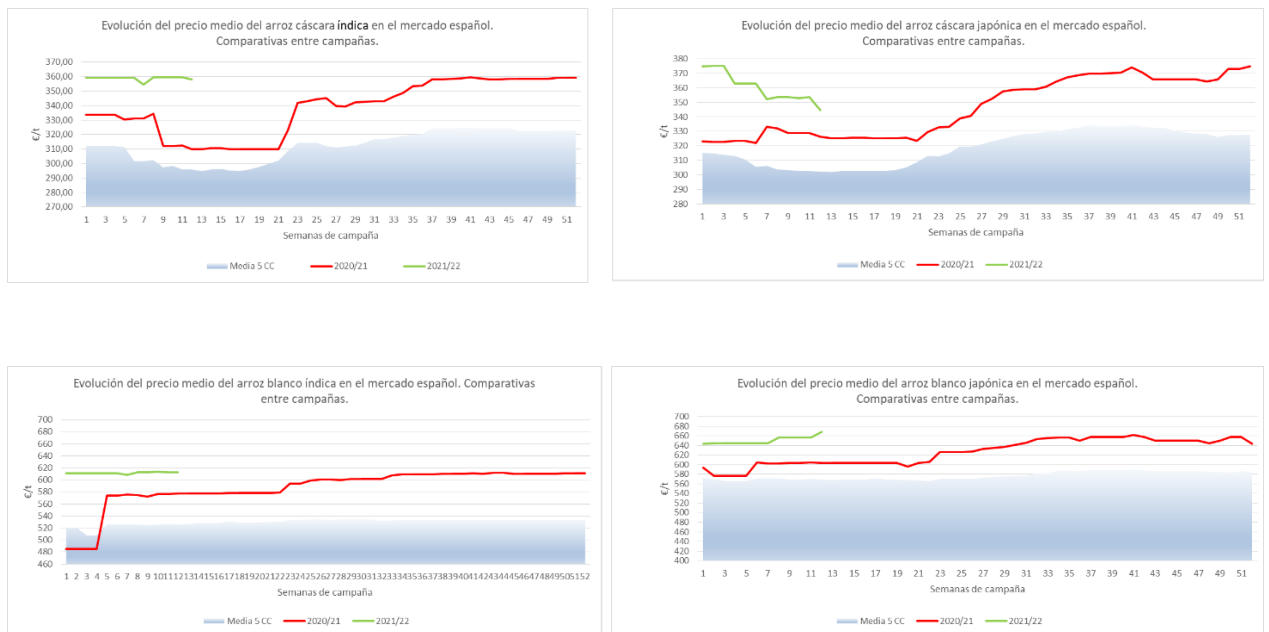 Evolución del precio medio del arroz cáscara índica en el mercado español.
Comparativas entre campañas.
370,00
360,00
350,00
340,00
330,00
320,00
310,00
300,00
290,00
280,00
270,00
€/t
1 3 5 7 9 11 13 15 17 19 21 23 25 27 29 31 33 35 37 39 41 43 45 47 49 51
Semanas de campaña
Media 5 CC 2020/21 2021/22
Evolución del precio medio del arroz cáscara japónica en el mercado español.
Comparativas entre campañas.
380
370
360
350
340
330
320
310
300
290
280
€/t
1 3 5 7 9 11 13 15 17 19 21 23 25 27 29 31 33 35 37 39 41 43 45 47 49 51
Semanas de campaña
Media 5 CC 2020/21 2021/22
Evolución del precio medio del arroz blanco índica en el mercado español. Comparativas
entre campañas.
700
680
660
640
620
600
580
560
540
520
500
480
460
€/t
1 2 3 4 5 6 7 8 9 101112131415161718192021222324252627282930313233343536373839404142434445464748495051 52
Semanas de campaña
Media 5 CC 2020/21 2021/22
Evolución del precio medio del arroz blanco japónica en el mercado español.
Comparativas entre campañas.
700
680
660
640
620
600
580
560
540
520
500
480
460
440
420
400
€/t
1 3 5 7 9 11 13 15 17 19 21 23 25 27 29 31 33 35 37 39 41 43 45 47 49 51
Semanas de campaña
Media 5 CC 2020/21 2021/22